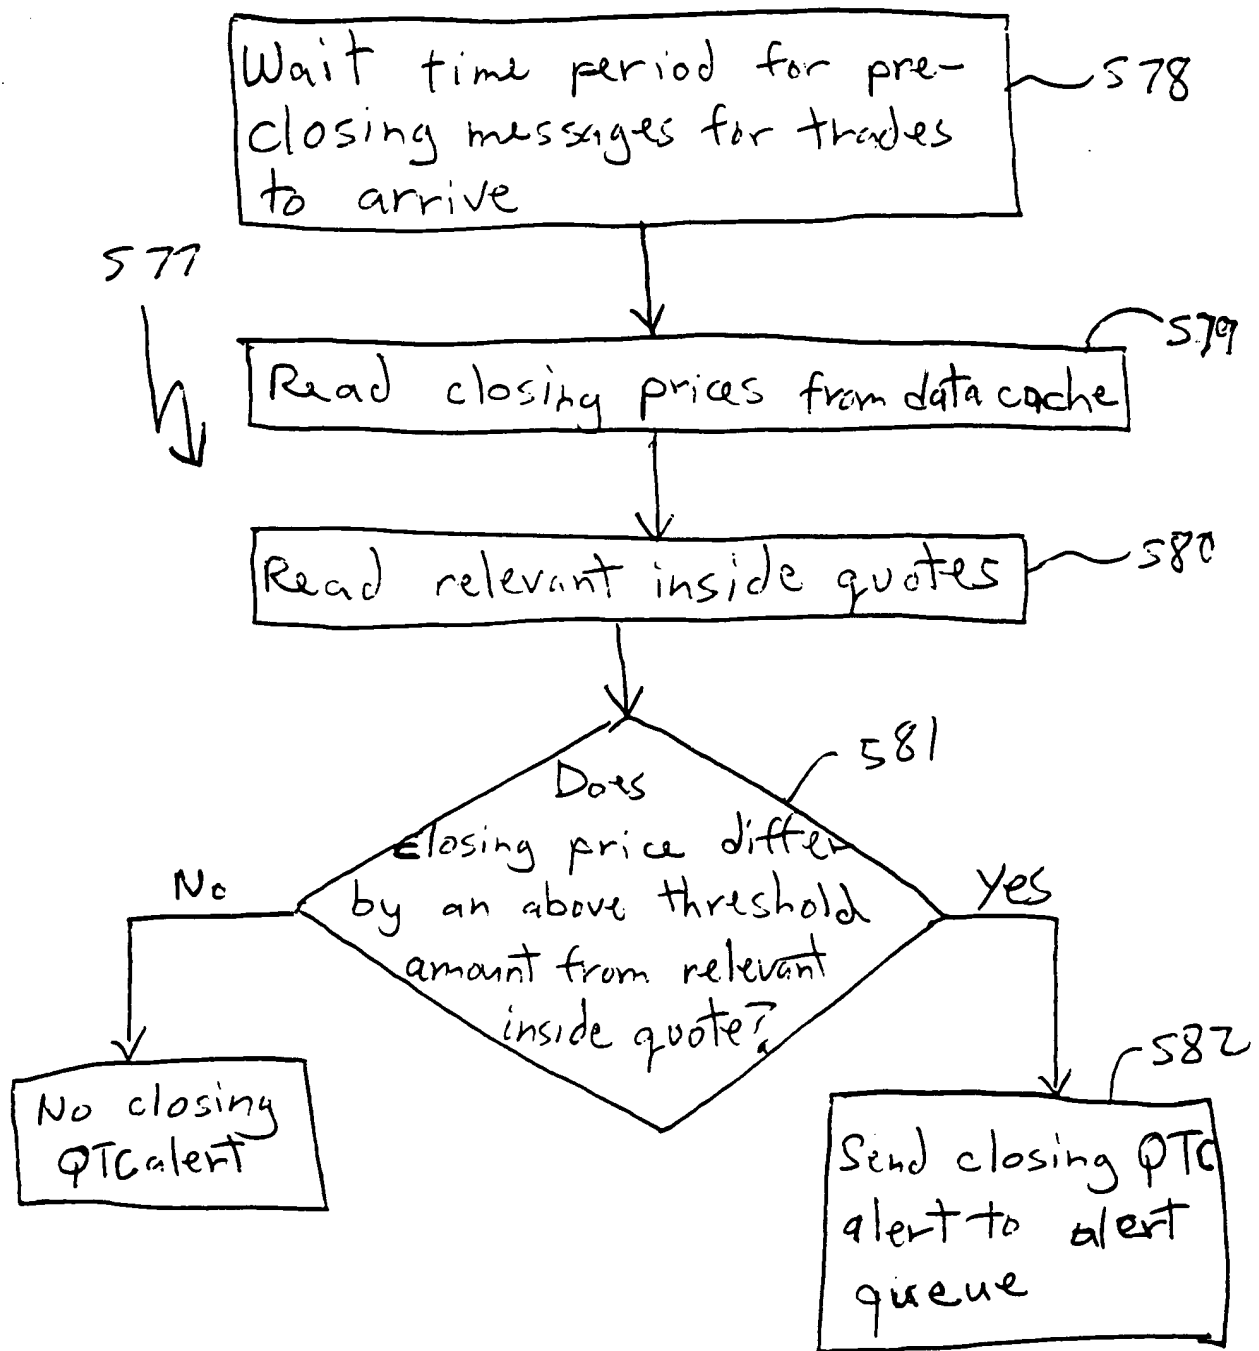 Wait time period for pre-
closing messages for trades
to arrive
578
577
579
Read closing prices from data cache
Read relevant inside quotes
580
581
Does
closing price differ
by an above threshold
amount from relevant
inside quote?
No
Yes
582
No closing
QTC alert
Send closing QTC
alert to alert
queue